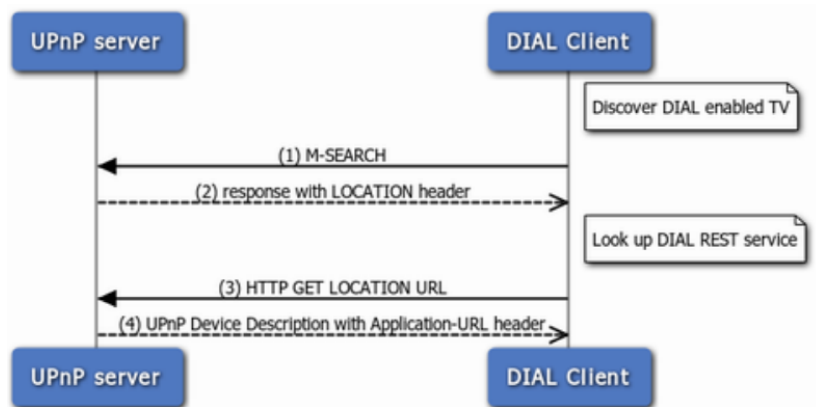 UPnP server
DIAL Client
Discover DIAL enabled TV
(1) M-SEARCH
(2) response with LOCATION header
Look up DIAL REST service
(3) HTTP GET LOCATION URL
(4) UPnP Device Description with Application-URL header
UPnP server
DIAL Client